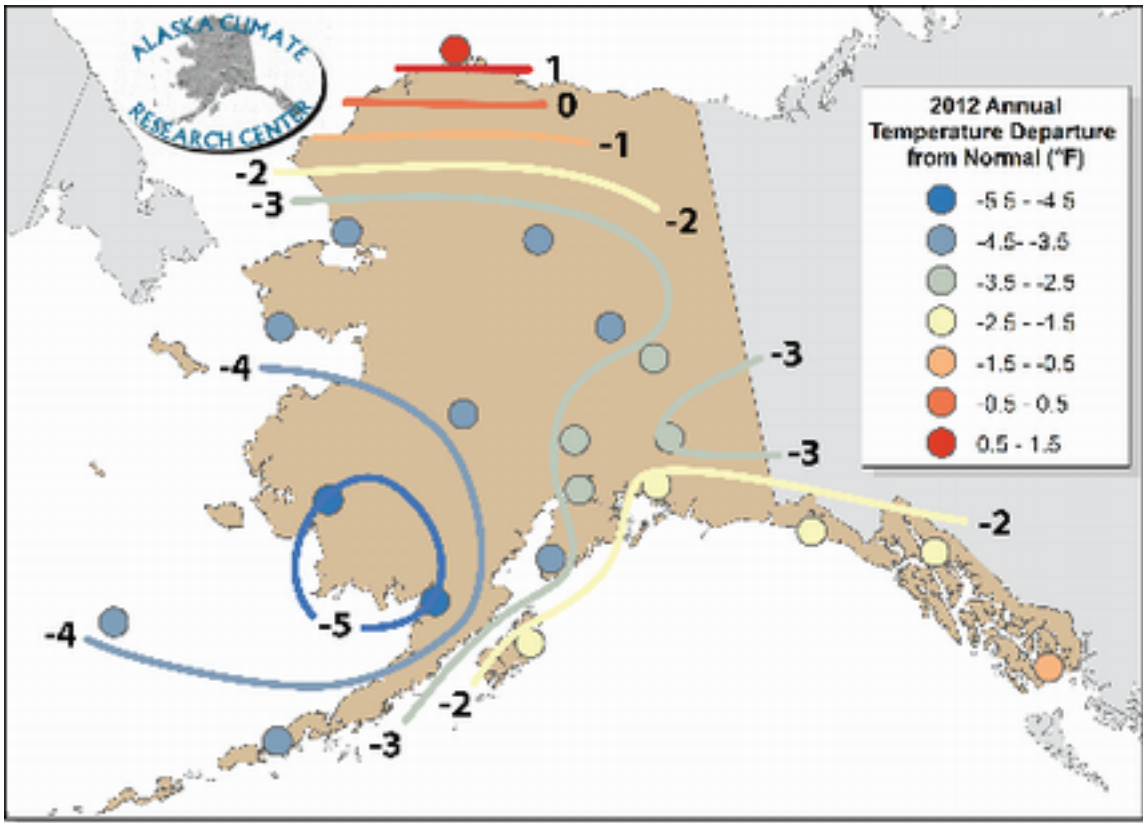 ALASKA CLIMATE
RESEARCH CENTER
1
0
-1
-2
-3
-2
-4
-3
-3
-2
-5
-4
-2
-3
2012 Annual
Temperature Departure
from Normal (°F)
-5.5 - -4.5
-4.5- -3.5
-3.5 - -2.5
-2.5 - -1.5
-1.5 - -0.5
-0.5 - 0.5
0.5 - 1.5